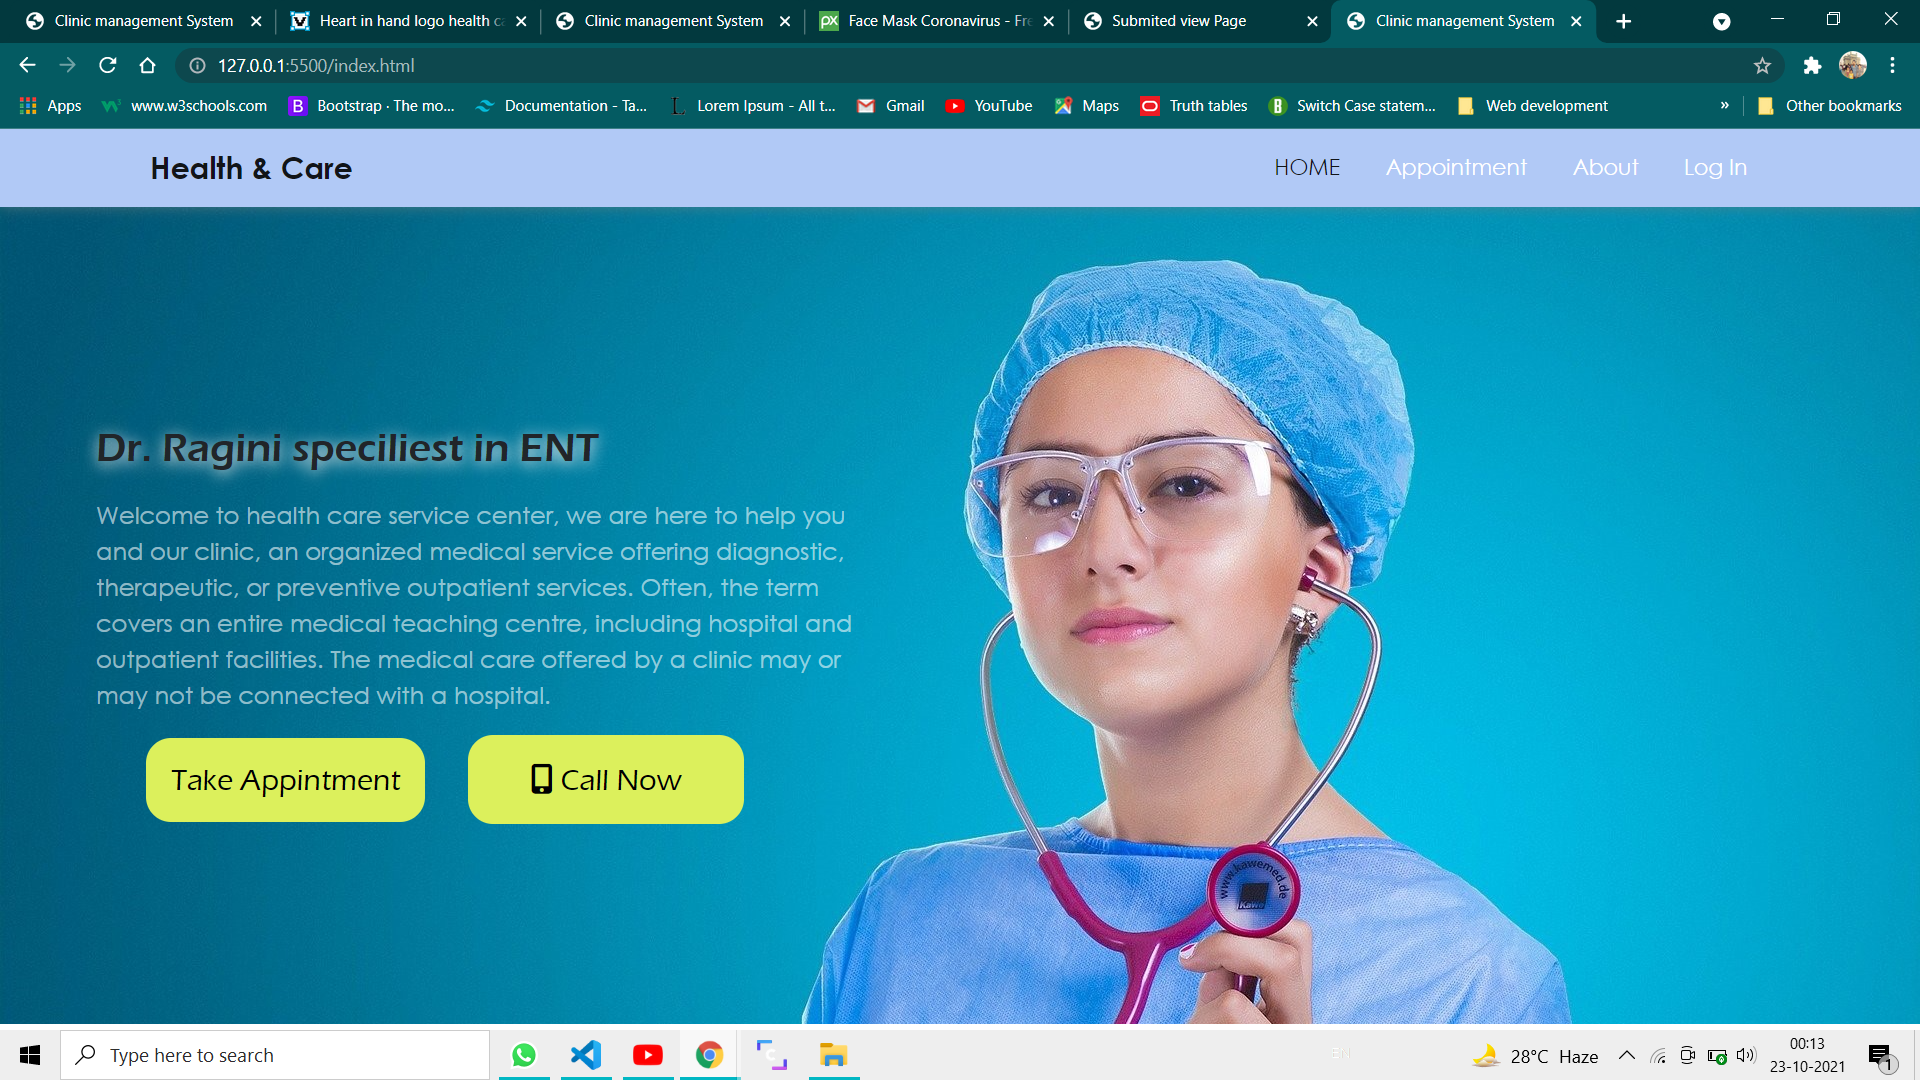 Clinic management System
Heart in hand logo health ca
Clinic management System
Face Mask Coronavirus - Fre
Submited view Page
Clinic management System
127.0.0.1:5500/index.html
Apps
www.w3schools.com
Bootstrap · The mo...
Documentation - Ta...
Lorem Ipsum - All t...
Gmail
YouTube
Maps
Truth tables
Switch Case statem...
Web development
»
Other bookmarks
Health & Care
HOME
Appointment
About
Log In
Dr. Ragini speciliest in ENT
Welcome to health care service center, we are here to help you
and our clinic, an organized medical service offering diagnostic,
therapeutic, or preventive outpatient services. Often, the term
covers an entire medical teaching centre, including hospital and
outpatient facilities. The medical care offered by a clinic may or
may not be connected with a hospital.
Take Appintment
Call Now
www.kawemed.de
KaWe
Type here to search
28°C Haze
00:13
23-10-2021
1